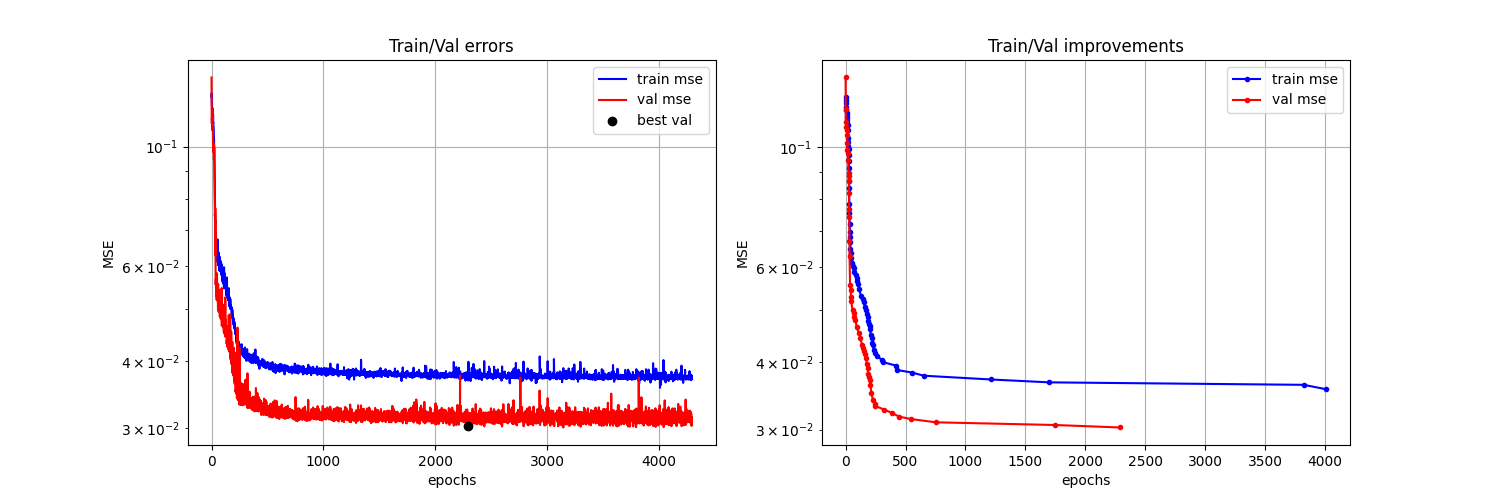 Train/Val errors
train mse
val mse
best val
10⁻¹
6 × 10⁻²
4 × 10⁻²
3 × 10⁻²
MSE
0 1000 2000 3000 4000
epochs
Train/Val improvements
train mse
val mse
10⁻¹
6 × 10⁻²
4 × 10⁻²
3 × 10⁻²
MSE
0 500 1000 1500 2000 2500 3000 3500 4000
epochs